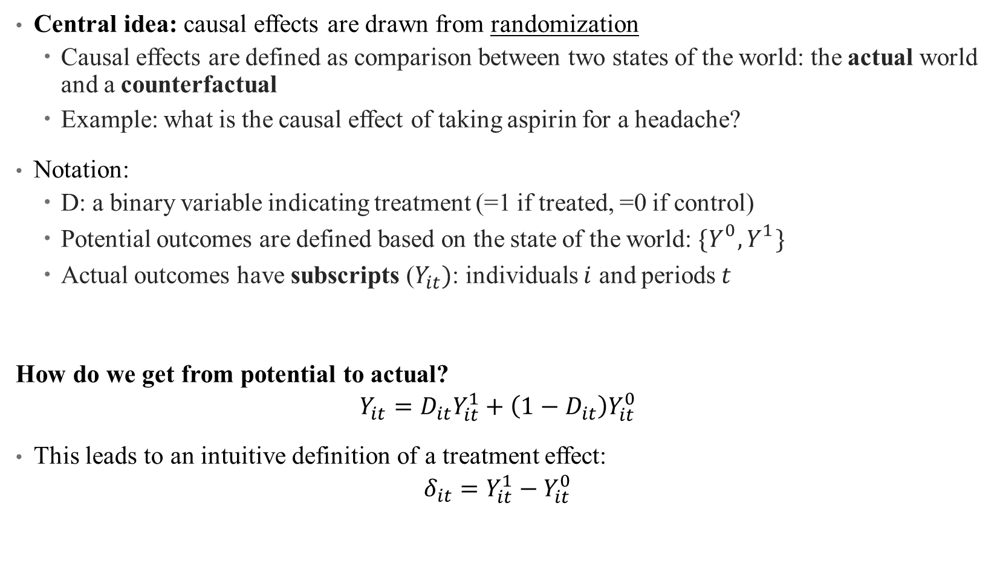 • Central idea: causal effects are drawn from randomization
• Causal effects are defined as comparison between two states of the world: the actual world
and a counterfactual
• Example: what is the causal effect of taking aspirin for a headache?
• Notation:
• D: a binary variable indicating treatment (=1 if treated, =0 if control)
• Potential outcomes are defined based on the state of the world: {𝑌⁰, 𝑌¹}
• Actual outcomes have subscripts (𝑌ᵢₜ): individuals 𝑖 and periods 𝑡
How do we get from potential to actual?
$Y_{it} = D_{it}Y_{it}^{1} + (1 - D_{it})Y_{it}^{0}$
• This leads to an intuitive definition of a treatment effect:
$\delta_{it} = Y_{it}^{1} - Y_{it}^{0}$